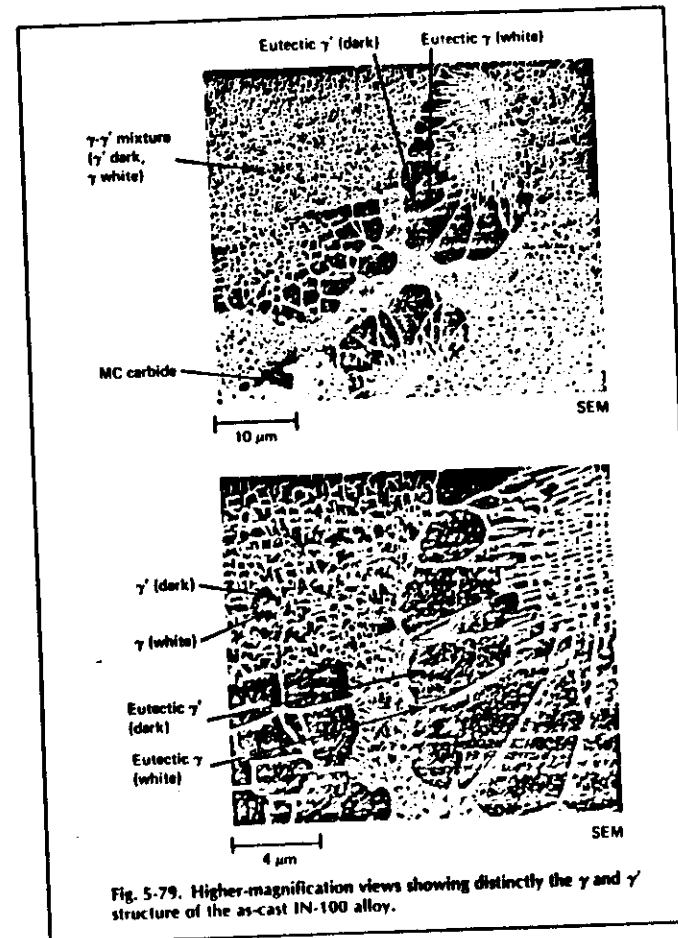 Eutectic γ' (dark)
Eutectic γ (white)
γ-γ' mixture
(γ' dark,
γ white)
MC carbide
SEM
10 μm
γ' (dark)
γ (white)
Eutectic γ'
(dark)
Eutectic γ
(white)
SEM
4 μm
Fig. 5-79. Higher-magnification views showing distinctly the γ and γ'
structure of the as-cast IN-100 alloy.